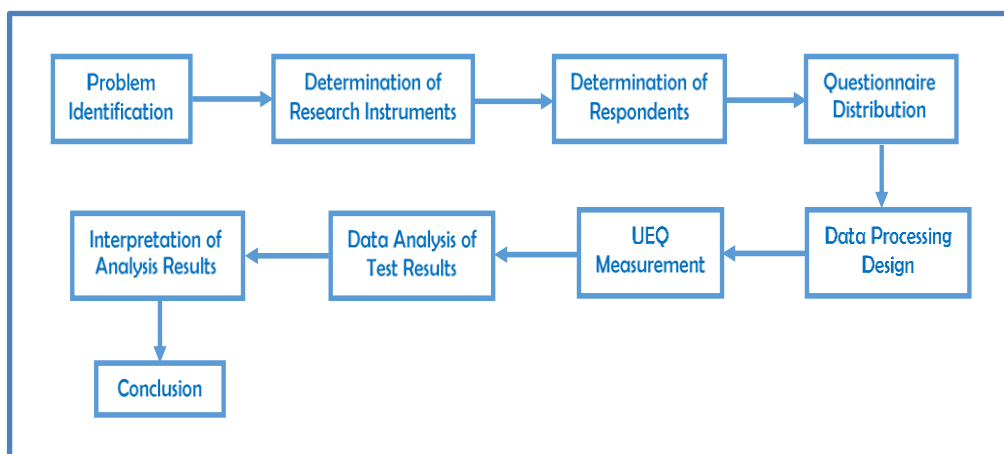 Problem
Identification
Determination of
Research Instruments
Determination of
Respondents
Questionnaire
Distribution
Data Processing
Design
UEQ
Measurement
Data Analysis of
Test Results
Interpretation of
Analysis Results
Conclusion